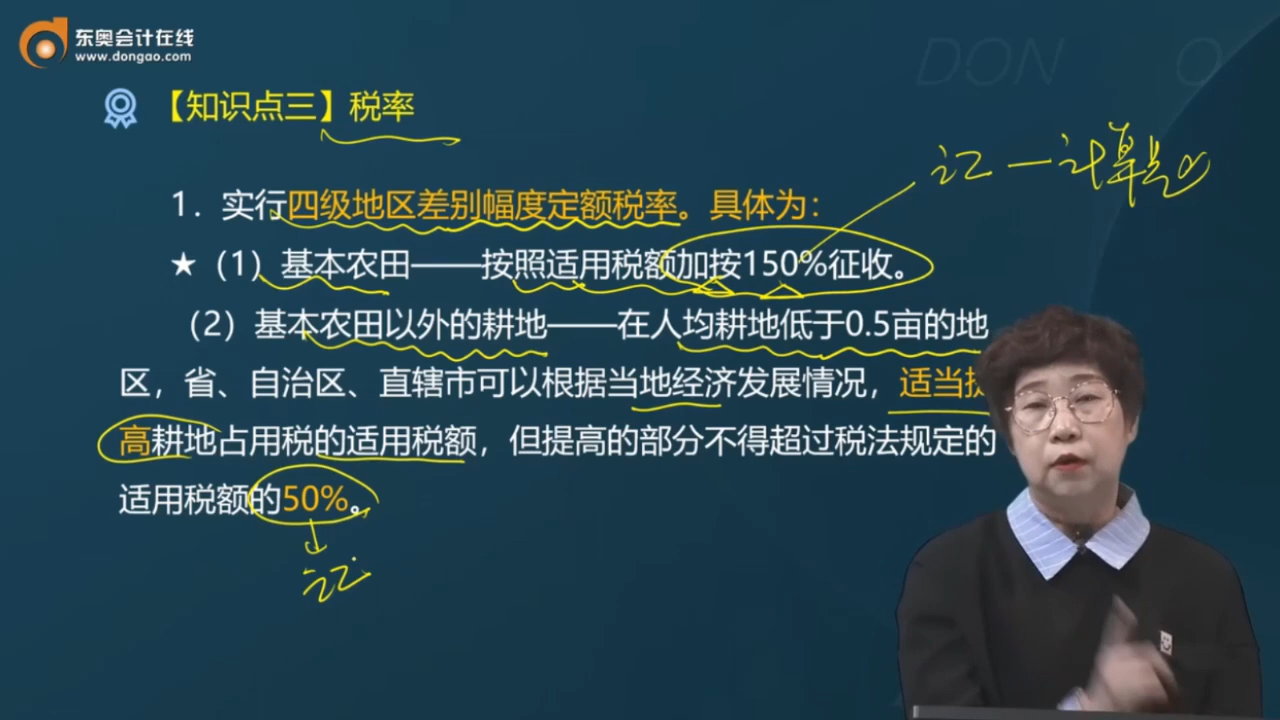 东奥会计在线
www.dongao.com
DON O
【知识点三】税率
记一计算是
1.实行四级地区差别幅度定额税率。具体为：
★（1）基本农田——按照适用税额加按150%征收。
（2）基本农田以外的耕地——在人均耕地低于0.5亩的地
区，省、自治区、直辖市可以根据当地经济发展情况，适当
高耕地占用税的适用税额，但提高的部分不得超过税法规定的
适用税额的50%。
记